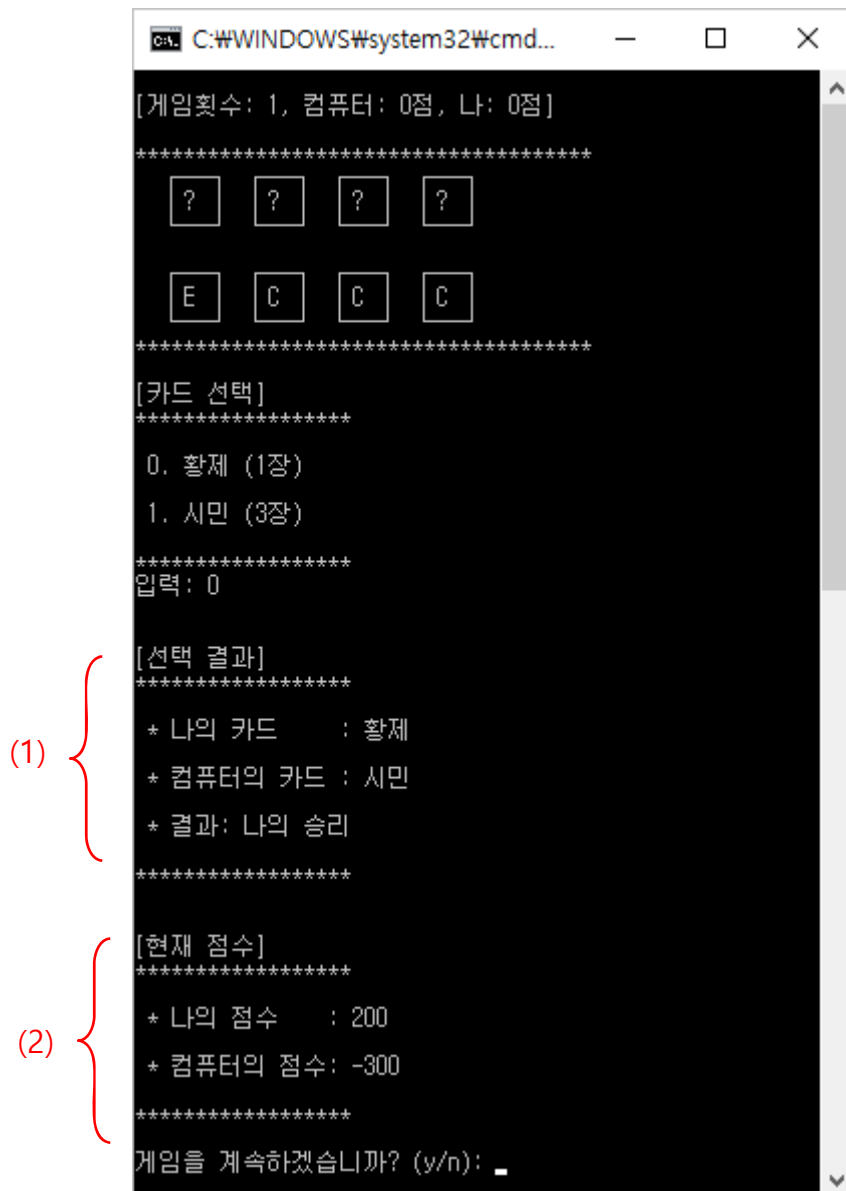 C:₩WINDOWS₩system32₩cmd...
[게임횟수: 1, 컴퓨터: 0점, 나: 0점]
**************************************
? ? ? ?
E C C C
**************************************
[카드 선택]
******************
0. 황제 (1장)
1. 시민 (3장)
******************
입력: 0
(1)
[선택 결과]
******************
* 나의 카드 : 황제
* 컴퓨터의 카드 : 시민
* 결과: 나의 승리
******************
(2)
[현재 점수]
******************
* 나의 점수 : 200
* 컴퓨터의 점수: -300
******************
게임을 계속하겠습니까? (y/n):